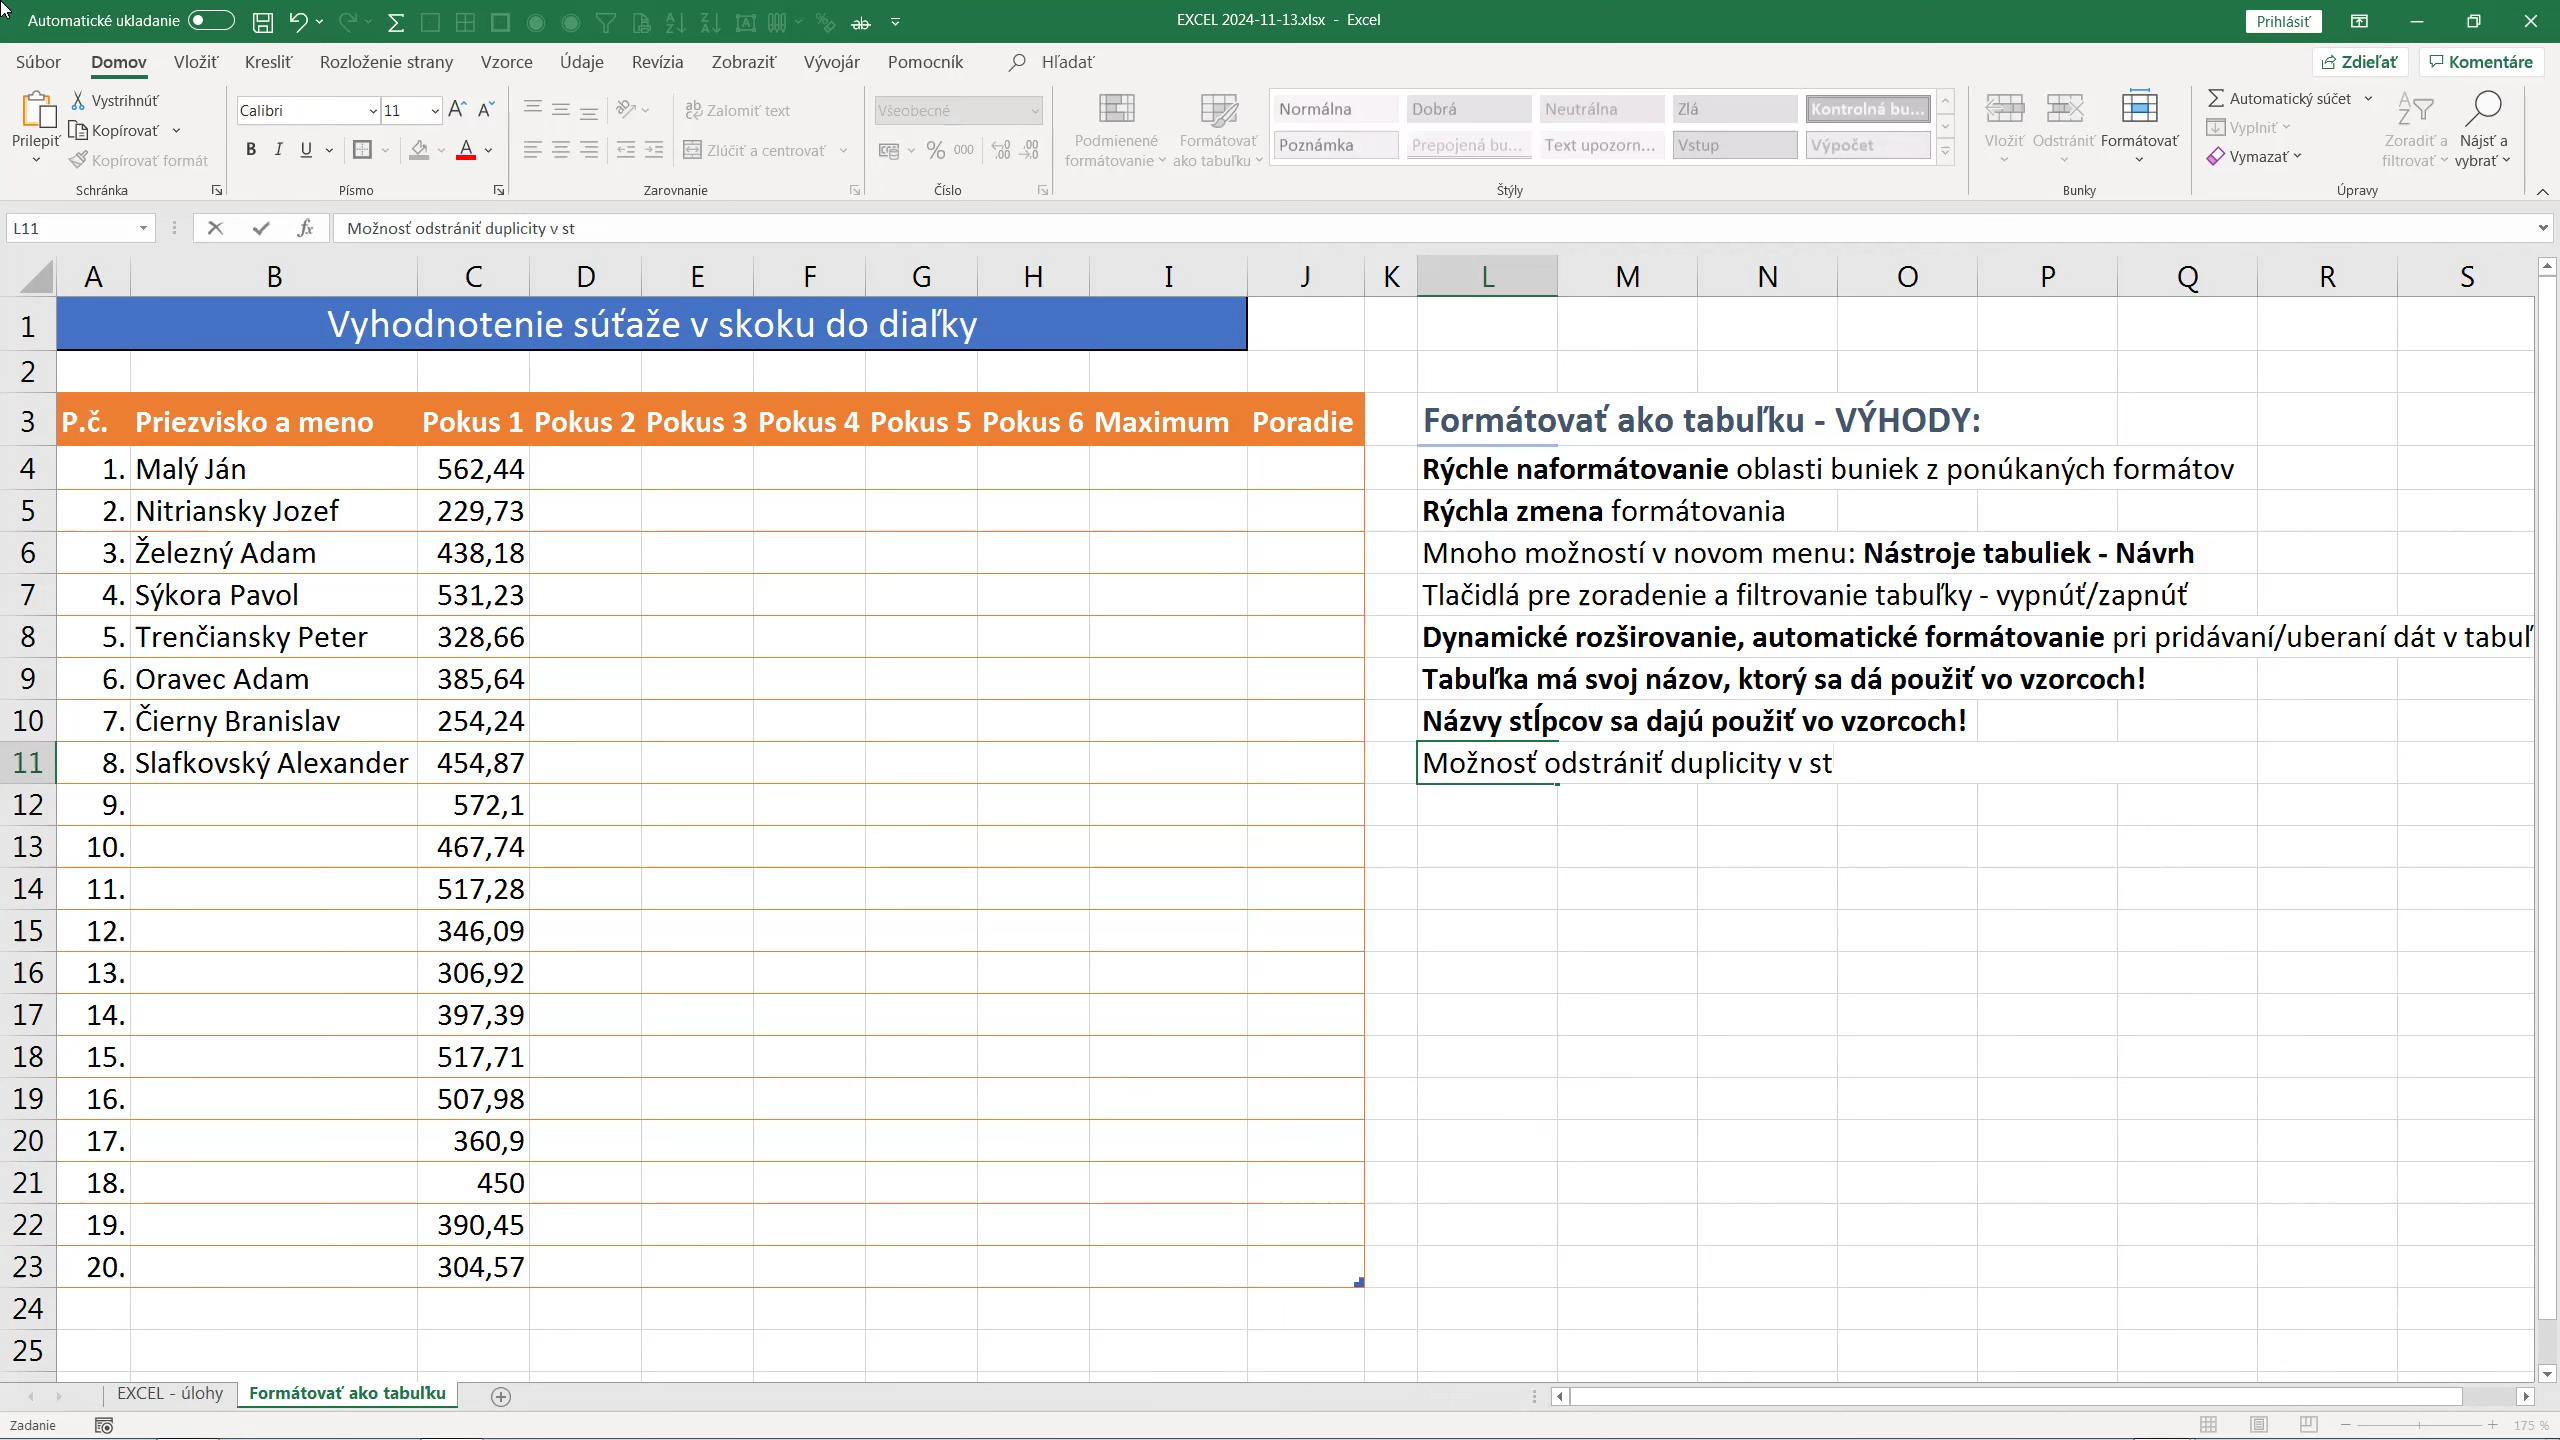 Automatické ukladanie
EXCEL 2024-11-13.xlsx - Excel
Prihlásiť
Súbor Domov Vložiť Kresliť Rozloženie strany Vzorce Údaje Revízia Zobraziť Vývojár Pomocník Hľadať Zdieľať Komentáre
Prilepiť
Vystrihnúť
Kopírovať
Kopírovať formát
Schránka
Calibri 11
B I U A
Písmo
Zalomiť text
Zlúčiť a centrovať
Zarovnanie
Všeobecné
% 000
Číslo
Podmienené formátovanie
Formátovať ako tabuľku
Normálna Dobrá Neutrálna Zlá Kontrolná bu...
Poznámka Prepojená bu... Text upozorn... Vstup Výpočet
Štýly
Vložiť Odstrániť Formátovať
Bunky
Automatický súčet
Vyplniť
Vymazať
Zoradiť a filtrovať
Nájsť a vybrať
Úpravy
L11 fx Možnosť odstrániť duplicity v st
A B C D E F G H I J K L M N O P Q R S
1 Vyhodnotenie súťaže v skoku do diaľky
2
3 P.č. Priezvisko a meno Pokus 1 Pokus 2 Pokus 3 Pokus 4 Pokus 5 Pokus 6 Maximum Poradie Formátovať ako tabuľku - VÝHODY:
4 1. Malý Ján 562,44 Rýchle naformátovanie oblasti buniek z ponúkaných formátov
5 2. Nitriansky Jozef 229,73 Rýchla zmena formátovania
6 3. Železný Adam 438,18 Mnoho možností v novom menu: Nástroje tabuliek - Návrh
7 4. Sýkora Pavol 531,23 Tlačidlá pre zoradenie a filtrovanie tabuľky - vypnúť/zapnúť
8 5. Trenčiansky Peter 328,66 Dynamické rozširovanie, automatické formátovanie pri pridávaní/uberaní dát v tabuľ
9 6. Oravec Adam 385,64 Tabuľka má svoj názov, ktorý sa dá použiť vo vzorcoch!
10 7. Čierny Branislav 254,24 Názvy stĺpcov sa dajú použiť vo vzorcoch!
11 8. Slafkovský Alexander 454,87 Možnosť odstrániť duplicity v st
12 9. 572,1
13 10. 467,74
14 11. 517,28
15 12. 346,09
16 13. 306,92
17 14. 397,39
18 15. 517,71
19 16. 507,98
20 17. 360,9
21 18. 450
22 19. 390,45
23 20. 304,57
24
25
EXCEL - úlohy Formátovať ako tabuľku
Zadanie
175 %